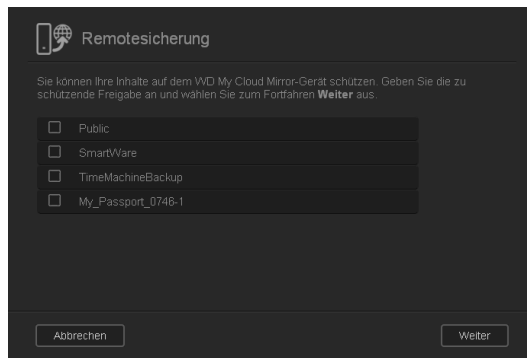 Remotesicherung
Sie können Ihre Inhalte auf dem WD My Cloud Mirror-Gerät schützen. Geben Sie die zu
schützende Freigabe an und wählen Sie zum Fortfahren Weiter aus.
Public
SmartWare
TimeMachineBackup
My_Passport_0746-1
Abbrechen
Weiter